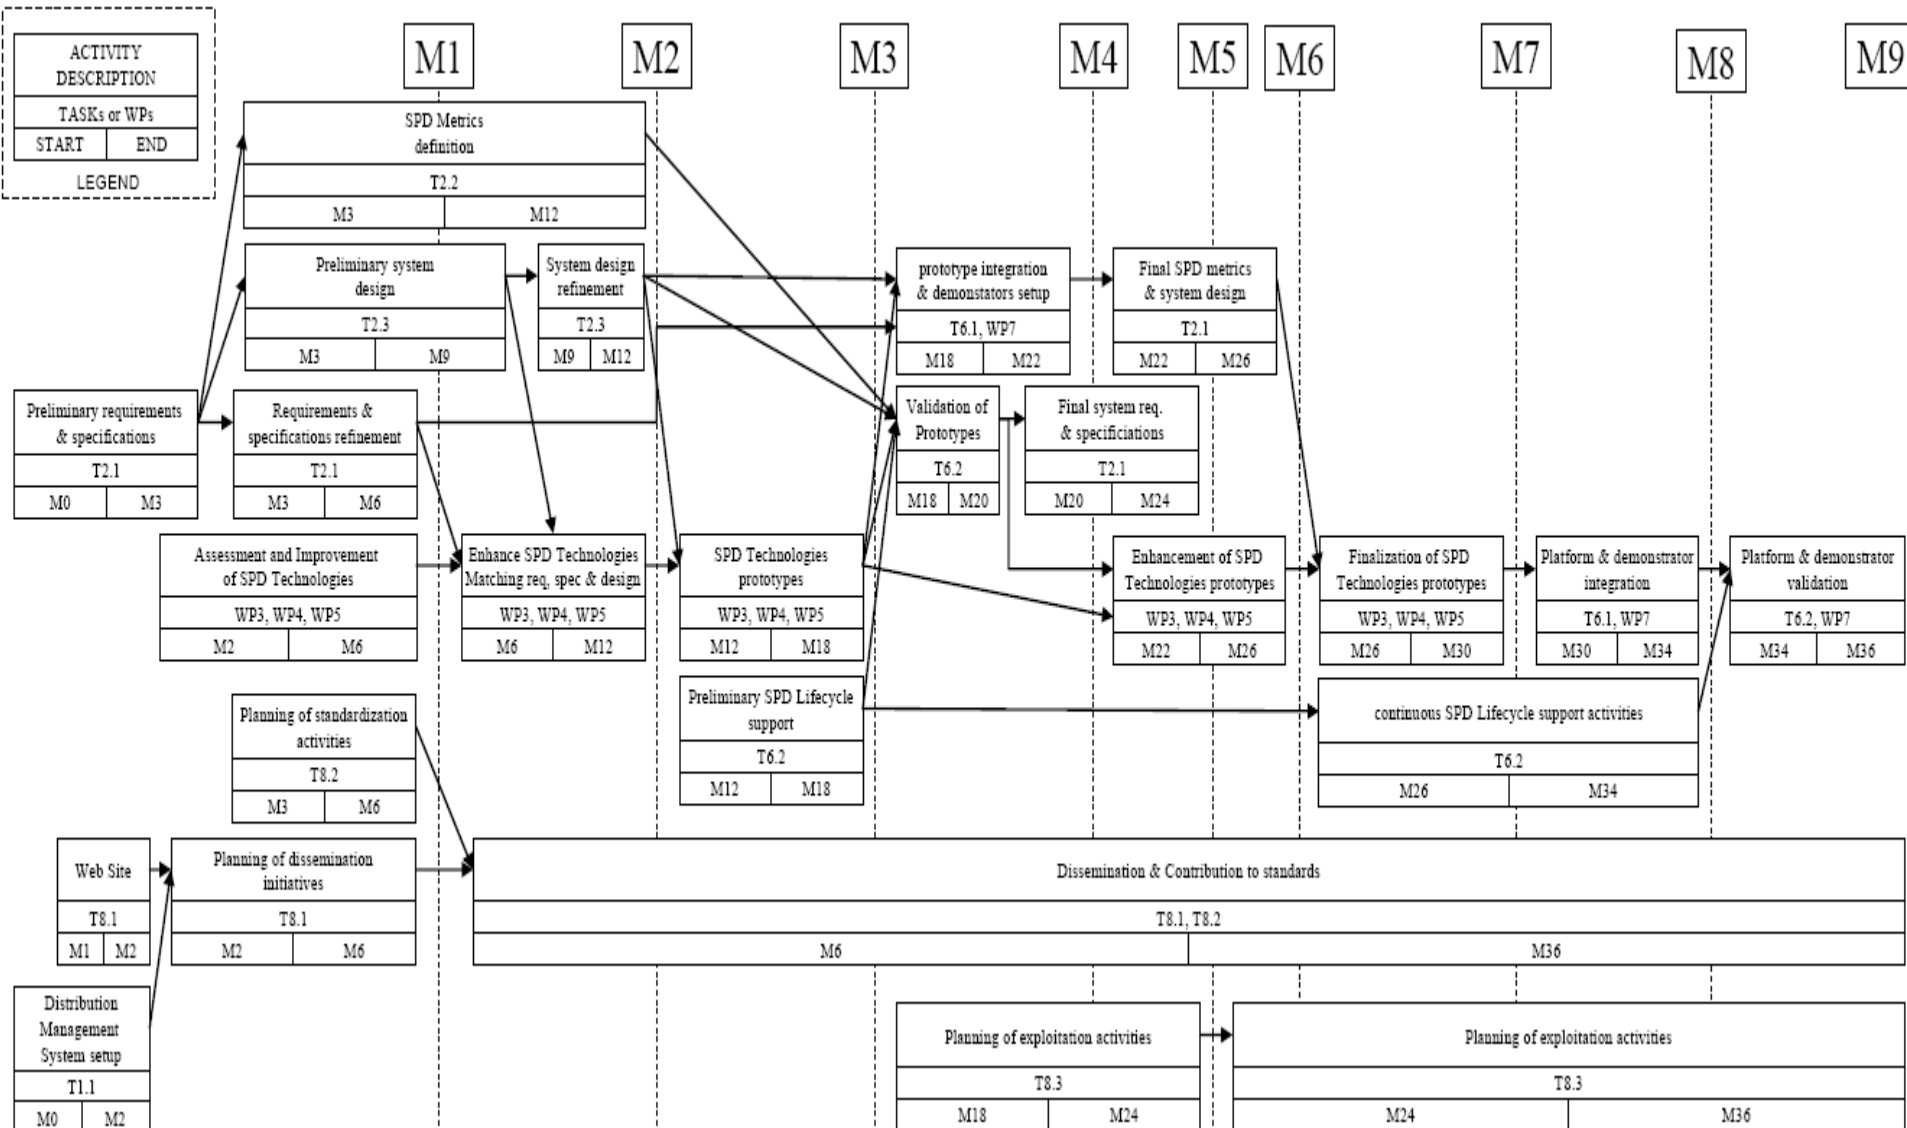 ACTIVITY
DESCRIPTION
TASKs or WPs
START END
LEGEND
M1 M2 M3 M4 M5 M6 M7 M8 M9
SPD Metrics
definition
T2.2
M3 M12
Preliminary system
design
T2.3
M3 M9
System design
refinement
T2.3
M9 M12
prototype integration
& demonstators setup
T6.1, WP7
M18 M22
Final SPD metrics
& system design
T2.1
M22 M26
Preliminary requirements
& specifications
T2.1
M0 M3
Requirements &
specifications refinement
T2.1
M3 M6
Validation of
Prototypes
T6.2
M18 M20
Final system req.
& specificiations
T2.1
M20 M24
Assessment and Improvement
of SPD Technologies
WP3, WP4, WP5
M2 M6
Enhance SPD Technologies
Matching req, spec & design
WP3, WP4, WP5
M6 M12
SPD Technologies
prototypes
WP3, WP4, WP5
M12 M18
Enhancement of SPD
Technologies prototypes
WP3, WP4, WP5
M22 M26
Finalization of SPD
Technologies prototypes
WP3, WP4, WP5
M26 M30
Platform & demonstrator
integration
T6.1, WP7
M30 M34
Platform & demonstrator
validation
T6.2, WP7
M34 M36
Planning of standardization
activities
T8.2
M3 M6
Preliminary SPD Lifecycle
support
T6.2
M12 M18
continuous SPD Lifecycle support activities
T6.2
M26 M34
Web Site
T8.1
M1 M2
Planning of dissemination
initiatives
T8.1
M2 M6
Dissemination & Contribution to standards
T8.1, T8.2
M6 M36
Distribution
Management
System setup
T1.1
M0 M2
Planning of exploitation activities
T8.3
M18 M24
Planning of exploitation activities
T8.3
M24 M36